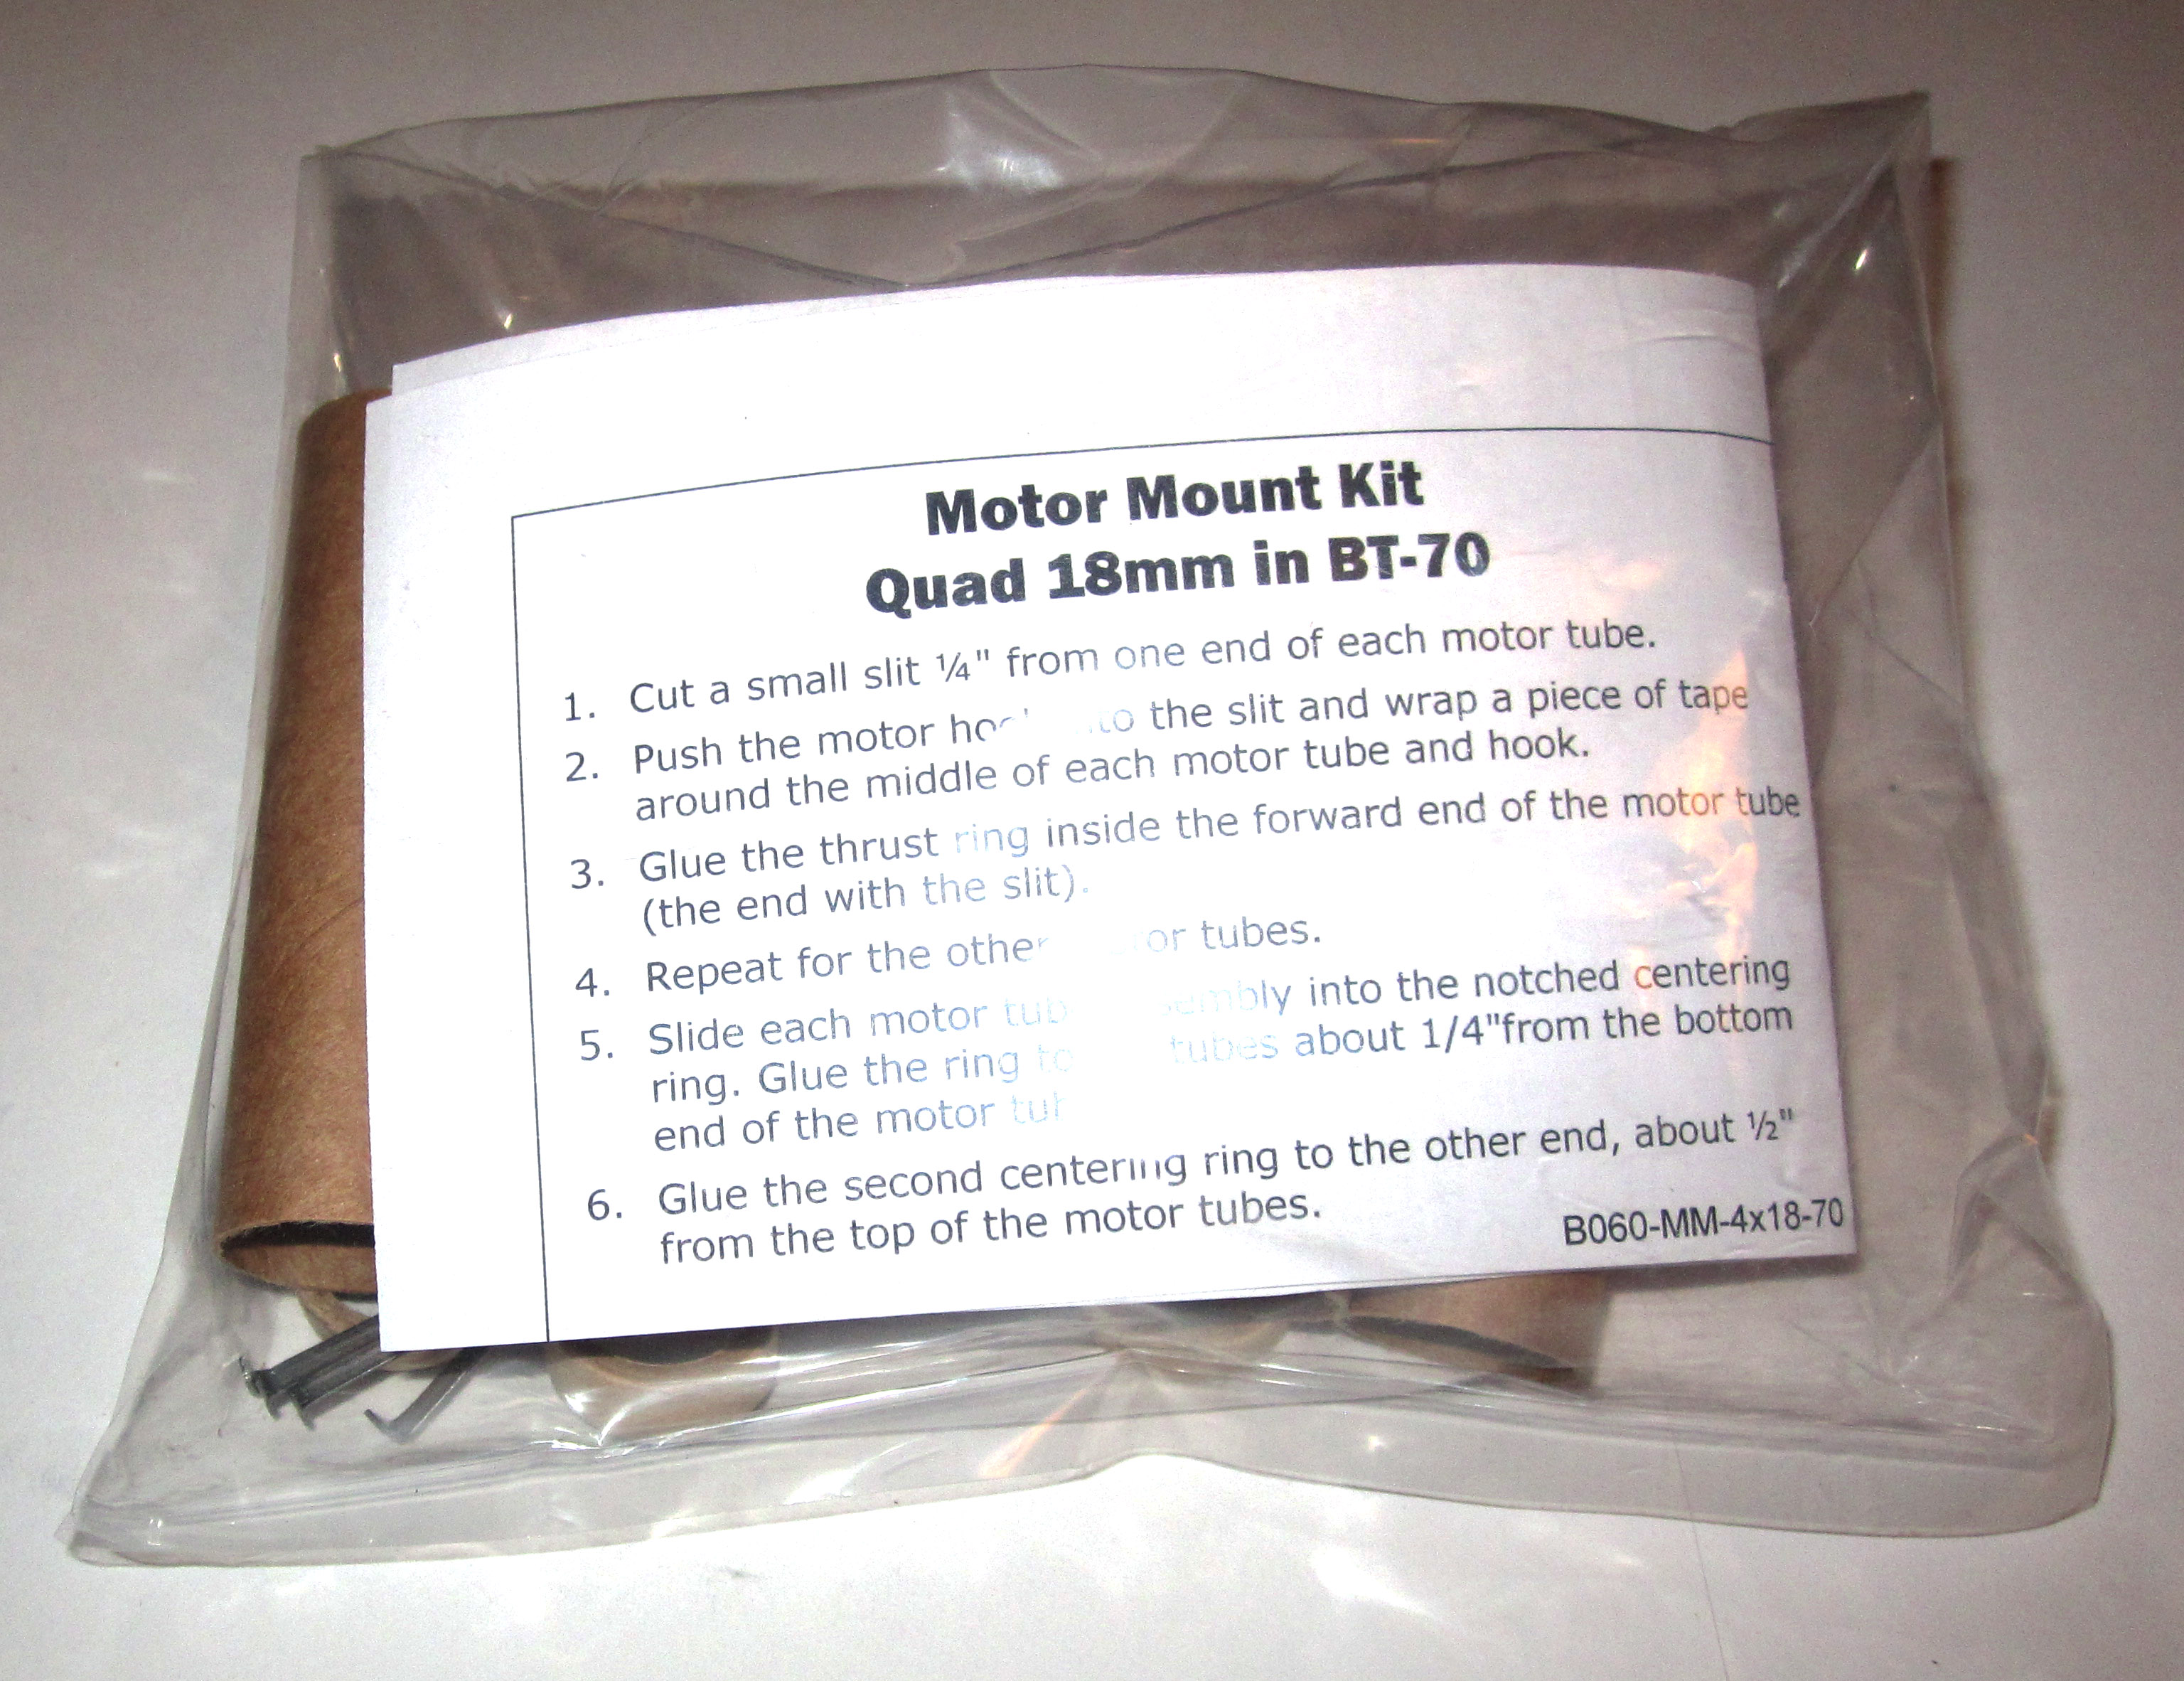 Motor Mount Kit
Quad 18mm in BT-70
1. Cut a small slit ¼" from one end of each motor tube.
2. Push the motor the slit and wrap a piece of tape
around the middle of each motor tube and hook.
3. Glue the thrust ring inside the forward end of the motor tube
(the end with the slit).
4. Repeat for the other tubes.
5. Slide each motor into the notched centering
ring. Glue the ring tubes about 1/4"from the bottom
end of the motor
6. Glue the second centering ring to the other end, about ½"
from the top of the motor tubes.
B060-MM-4x18-70